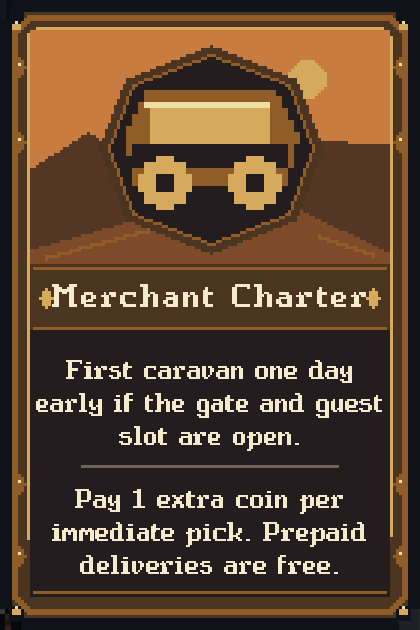 Merchant Charter
First caravan one day
early if the gate and guest
slot are open.
Pay 1 extra coin per
immediate pick. Prepaid
deliveries are free.